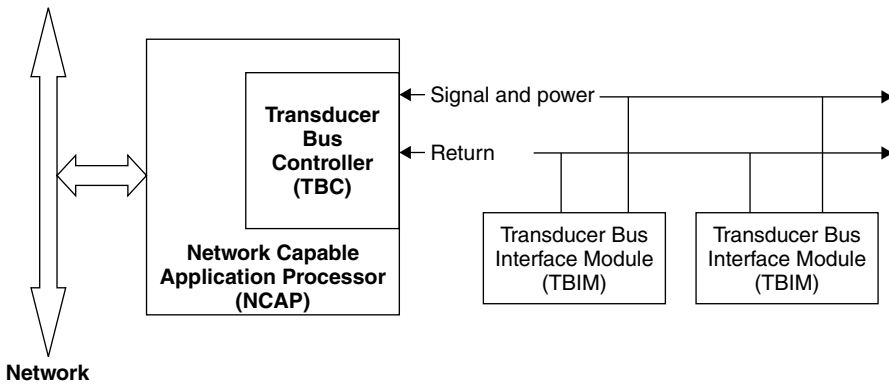 Transducer
Bus
Controller
(TBC)
Network Capable
Application Processor
(NCAP)
Signal and power
Return
Transducer Bus
Interface Module
(TBIM)
Transducer Bus
Interface Module
(TBIM)
Network